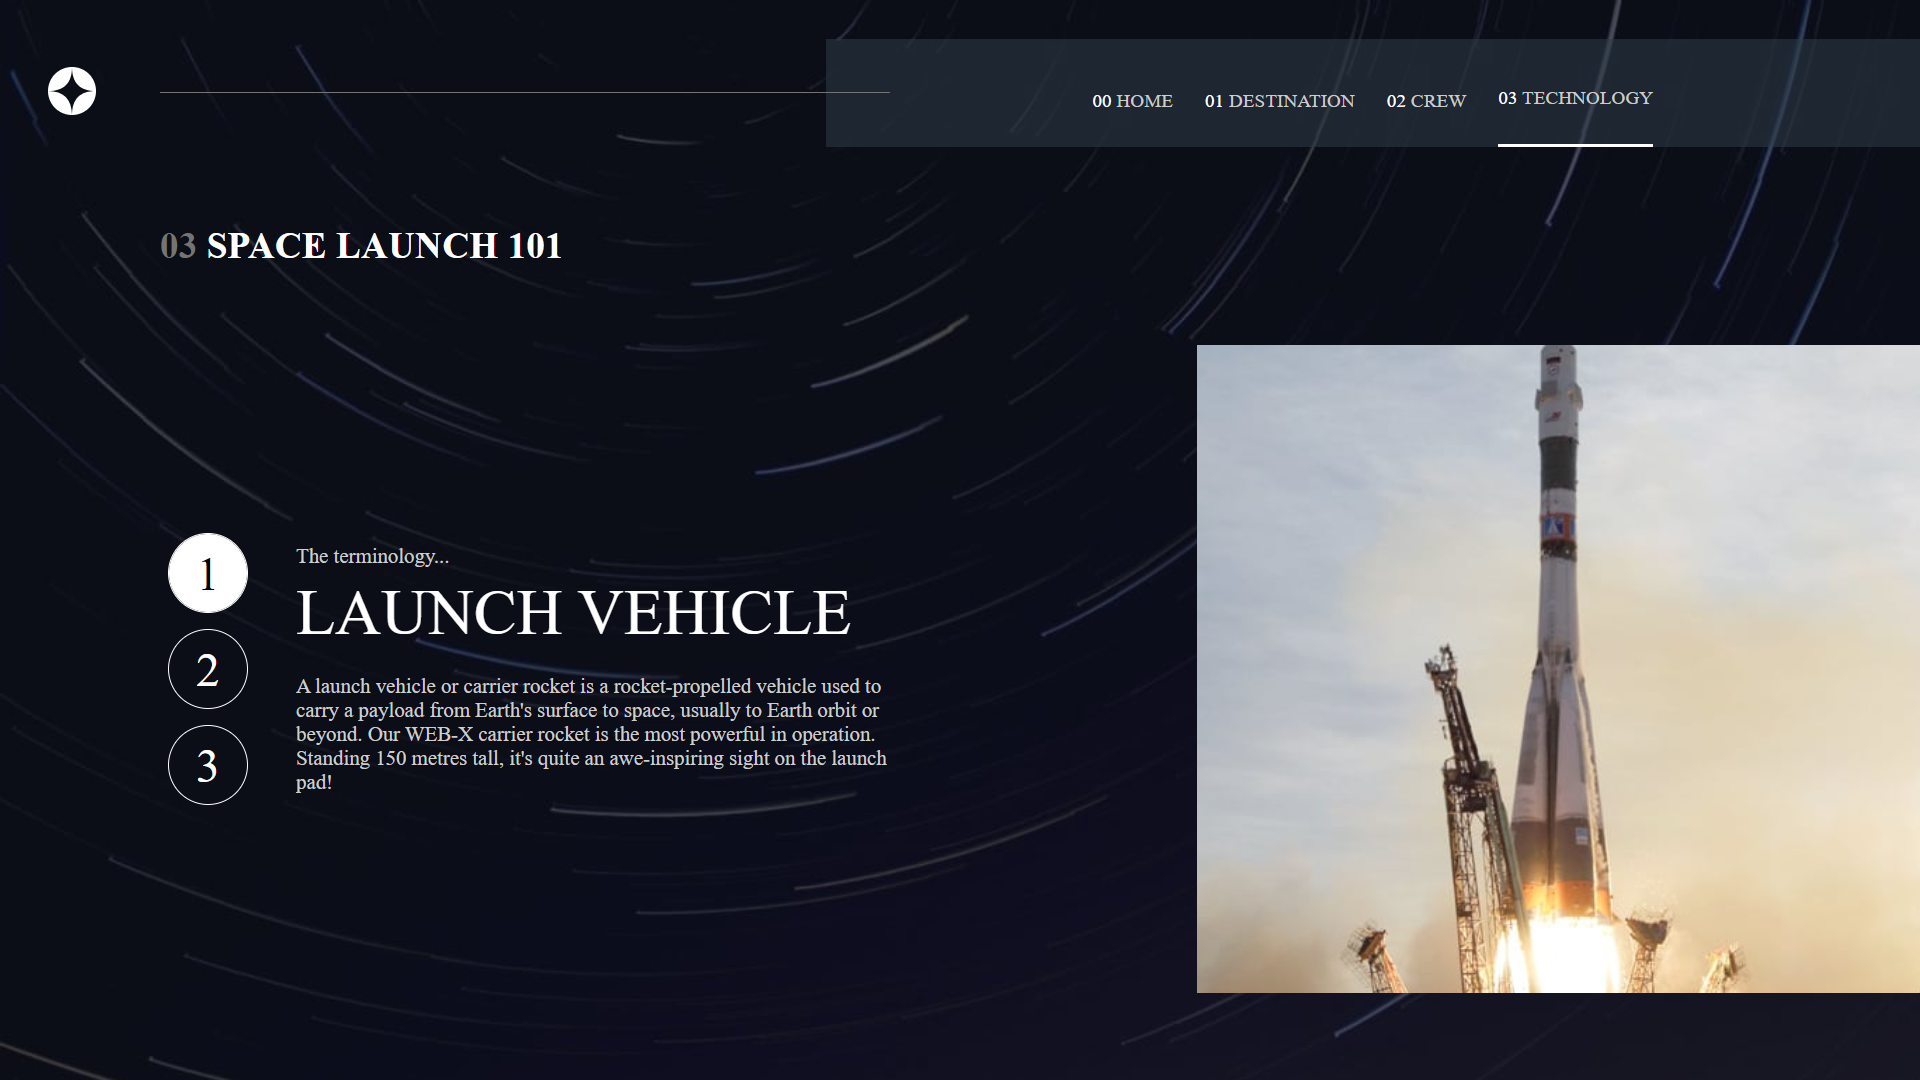 00 HOME 01 DESTINATION 02 CREW 03 TECHNOLOGY
03 SPACE LAUNCH 101
1
2
3
The terminology...
LAUNCH VEHICLE
A launch vehicle or carrier rocket is a rocket-propelled vehicle used to
carry a payload from Earth's surface to space, usually to Earth orbit or
beyond. Our WEB-X carrier rocket is the most powerful in operation.
Standing 150 metres tall, it's quite an awe-inspiring sight on the launch
pad!